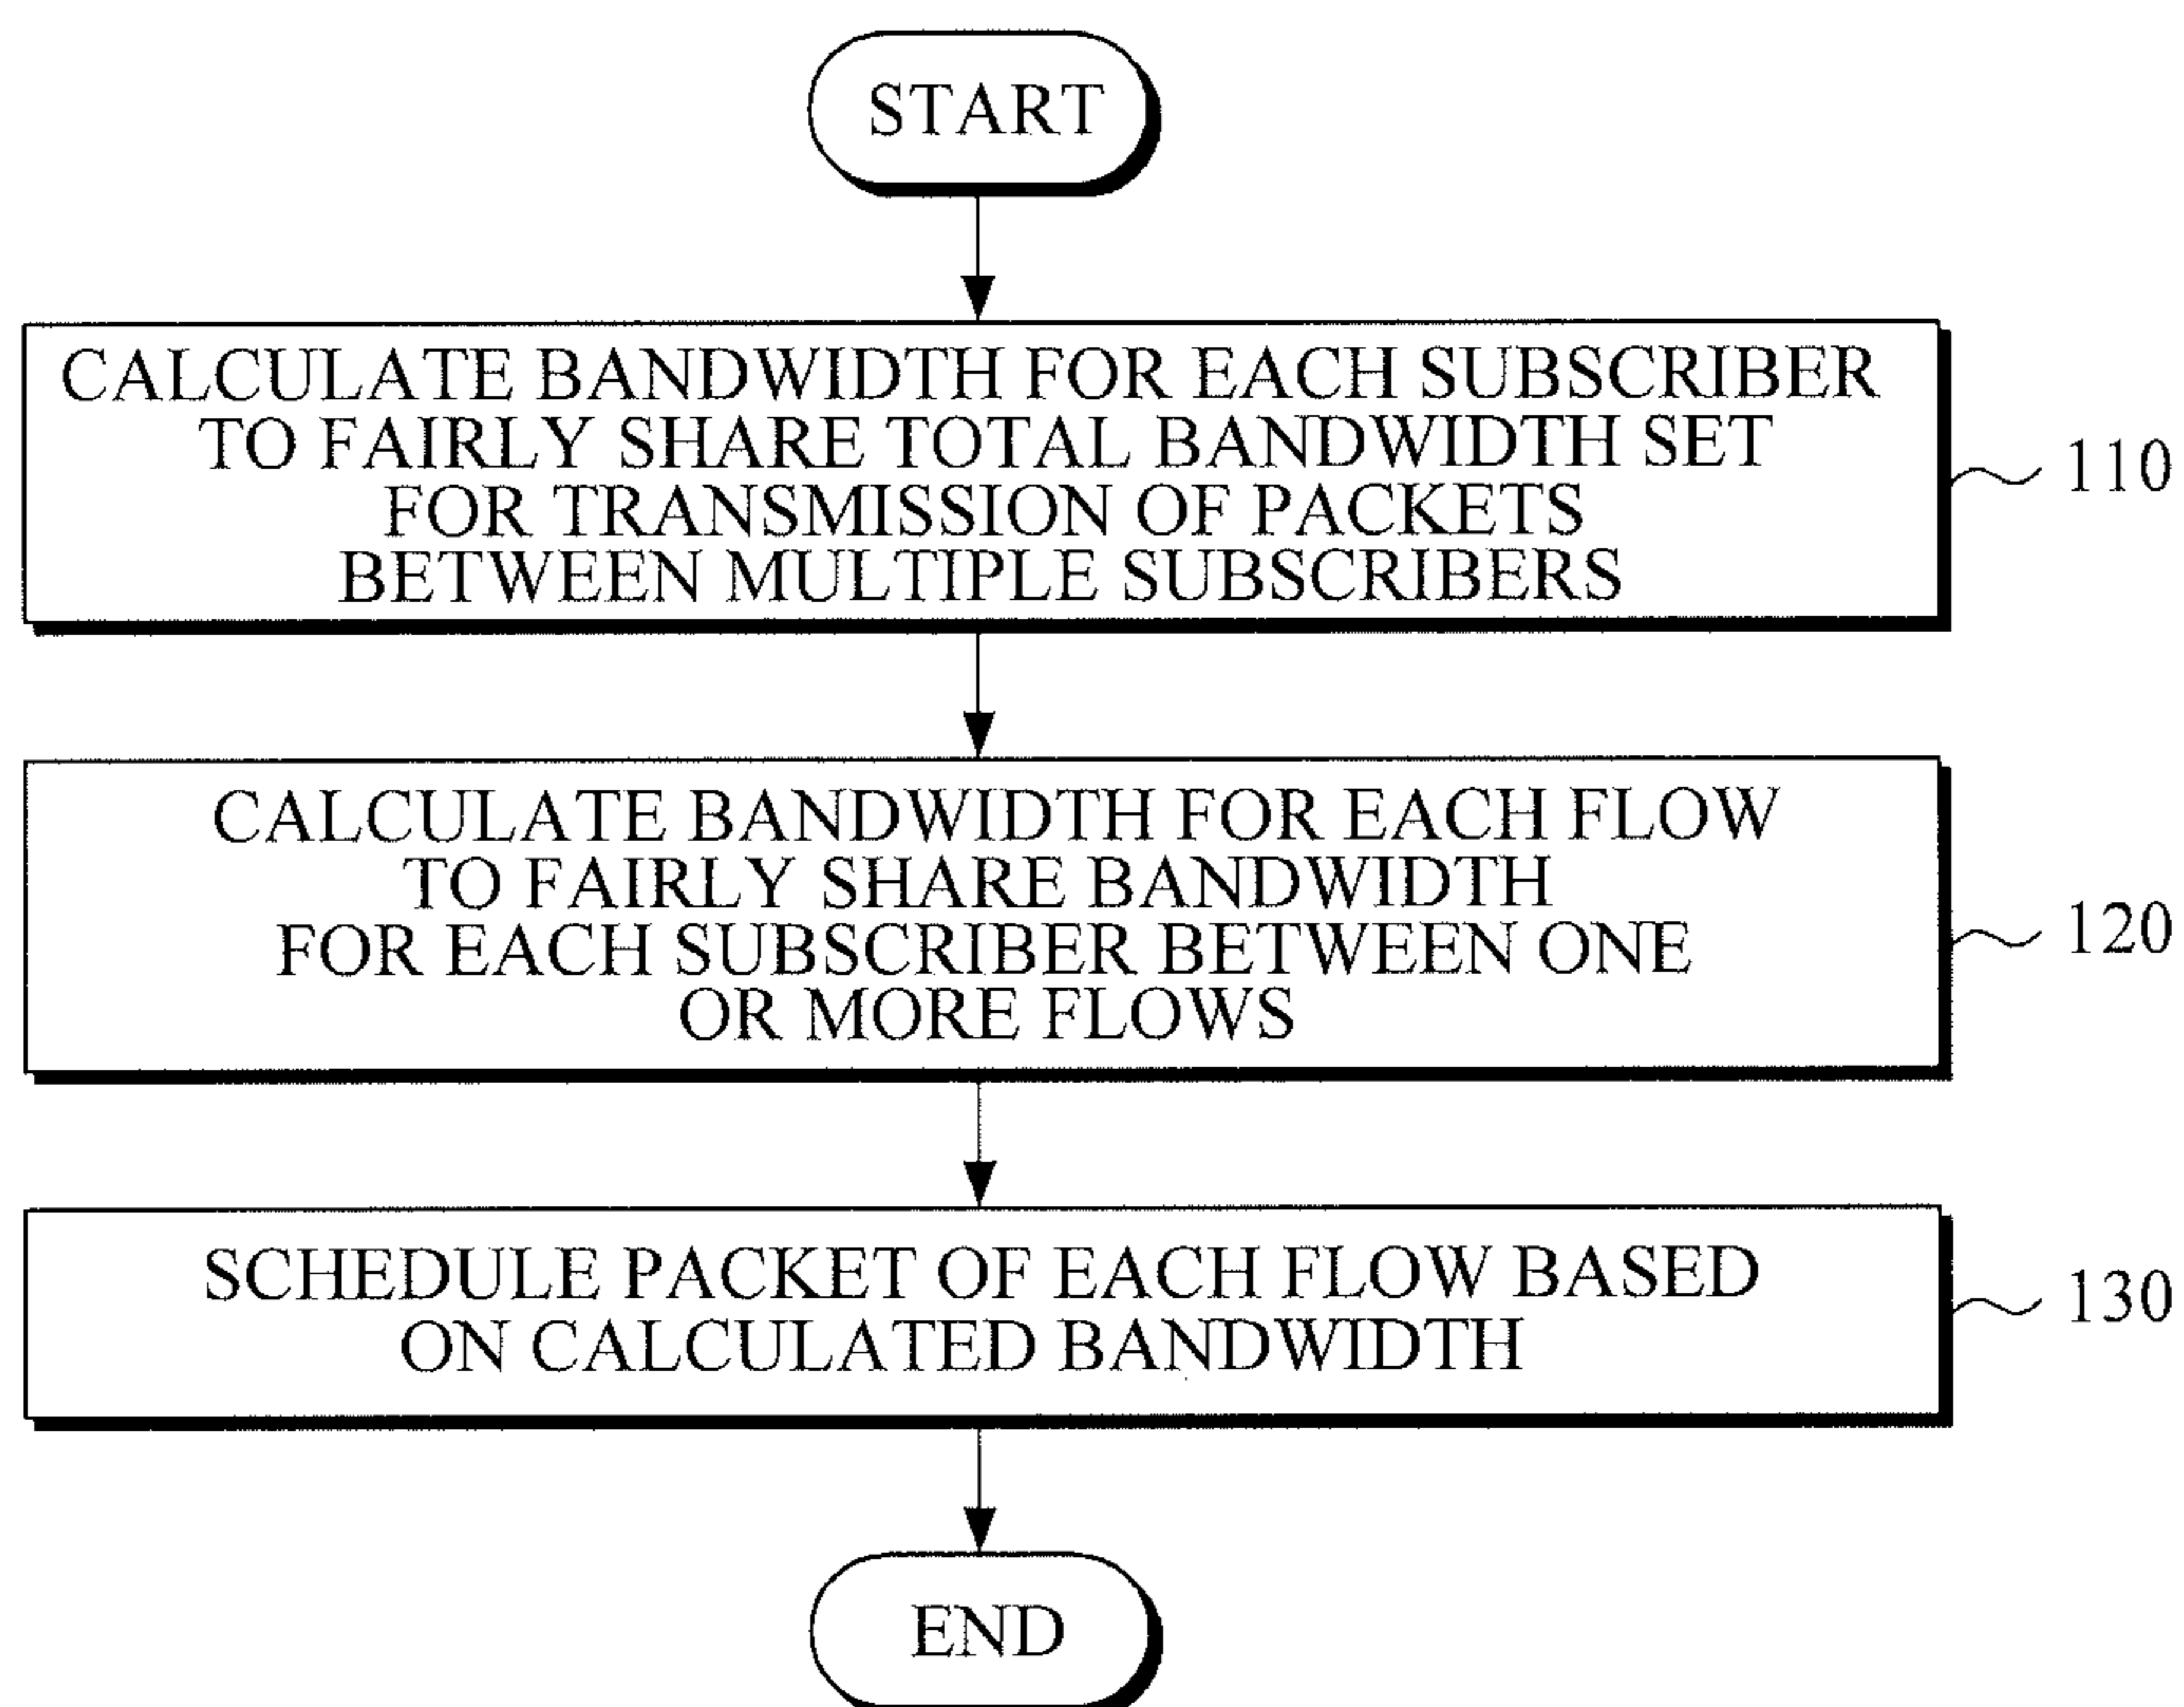 START
CALCULATE BANDWIDTH FOR EACH SUBSCRIBER
TO FAIRLY SHARE TOTAL BANDWIDTH SET
FOR TRANSMISSION OF PACKETS
BETWEEN MULTIPLE SUBSCRIBERS
110
CALCULATE BANDWIDTH FOR EACH FLOW
TO FAIRLY SHARE BANDWIDTH
FOR EACH SUBSCRIBER BETWEEN ONE
OR MORE FLOWS
120
SCHEDULE PACKET OF EACH FLOW BASED
ON CALCULATED BANDWIDTH
130
END